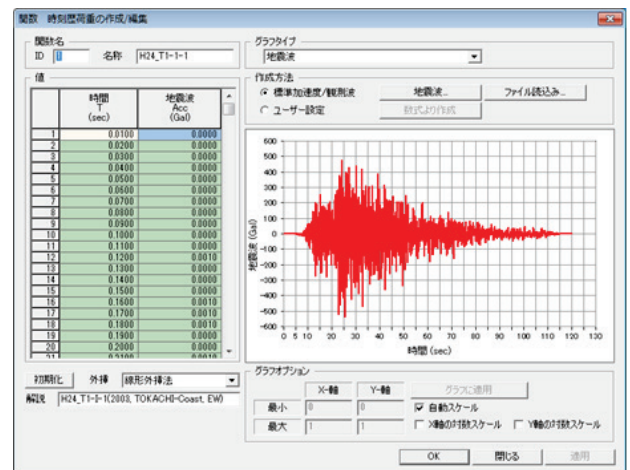 関数 時刻歴荷重の作成/編集
関数名
ID 1 名称 H24_T1-1-1
グラフタイプ
地震波
値
時間 T (sec) 地震波 Acc (Gal)
1 0.0100 0.0000
2 0.0200 0.0000
3 0.0300 0.0000
4 0.0400 0.0000
5 0.0500 0.0000
6 0.0600 0.0000
7 0.0700 0.0000
8 0.0800 0.0000
9 0.0900 0.0000
10 0.1000 0.0000
11 0.1100 0.0000
12 0.1200 0.0010
13 0.1300 0.0000
14 0.1400 0.0000
15 0.1500 0.0000
16 0.1600 0.0010
17 0.1700 0.0010
18 0.1800 0.0010
19 0.1900 0.0000
20 0.2000 0.0000
21 0.2100 0.0010
作成方法
標準加速度/観測波 地震波... ファイル読込み...
ユーザー設定 数式より作成
地震波 (Gal)
600
500
400
300
200
100
0
-100
-200
-300
-400
-500
-600
0 5 10 20 30 40 50 60 70 80 90 100 110 120 130
時間 (sec)
初期化 外挿 線形外挿法
解説 H24_T1-I-1(2003, TOKACHI-Coast, EW)
グラフオプション
X-軸 Y-軸 グラフに適用
最小 0 0 自動スケール
最大 1 1 X軸の対数スケール Y軸の対数スケール
OK 閉じる 適用